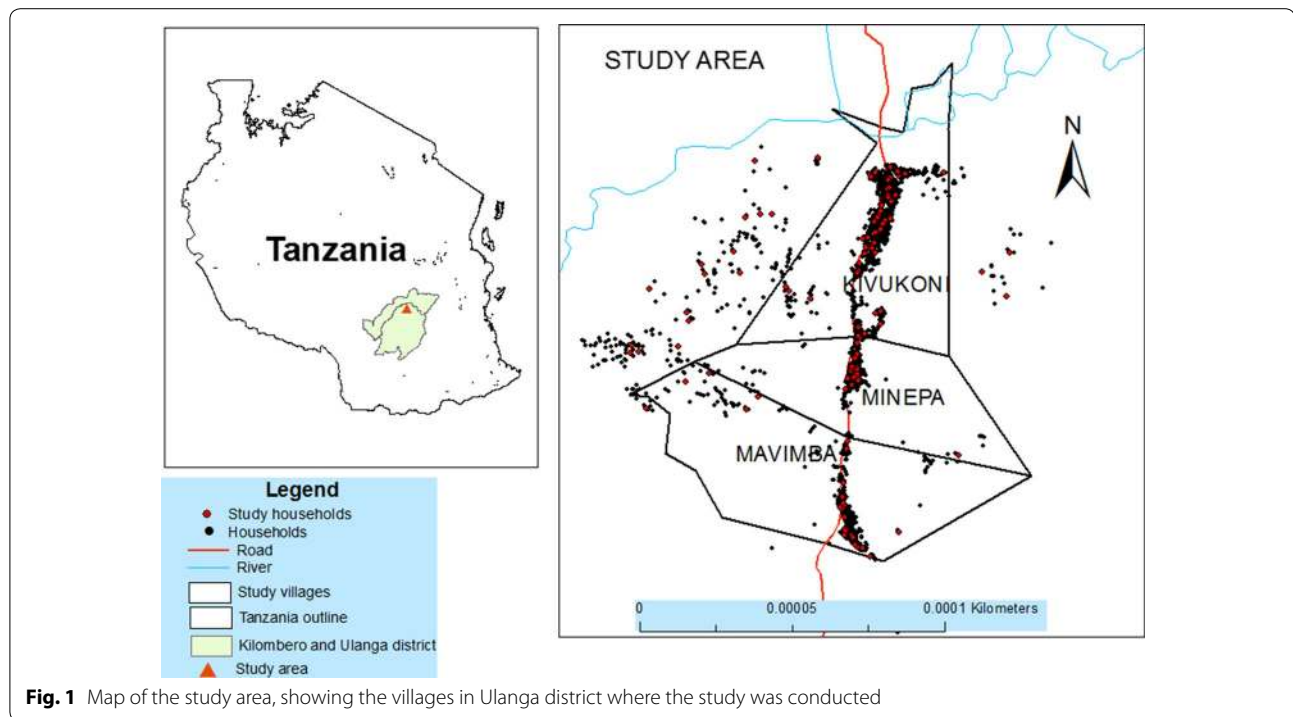 Tanzania
STUDY AREA
N
KIVUKONI
MINEPA
MAVIMBA
0 0.00005 0.0001 Kilometers
Legend
Study households
Households
Road
River
Study villages
Tanzania outline
Kilombero and Ulanga district
Study area
Fig. 1 Map of the study area, showing the villages in Ulanga district where the study was conducted